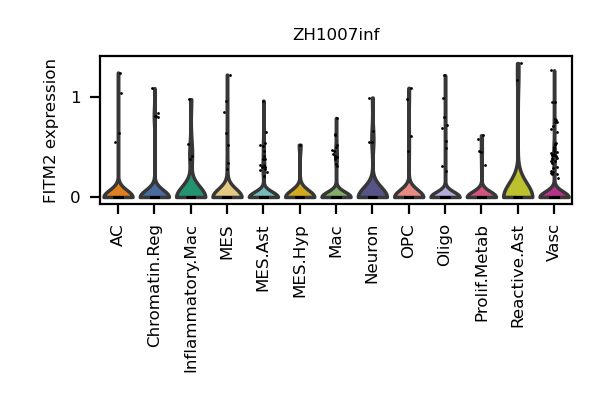 ZH1007inf
FITM2 expression
1
0
AC
Chromatin.Reg
Inflammatory.Mac
MES
MES.Ast
MES.Hyp
Mac
Neuron
OPC
Oligo
Prolif.Metab
Reactive.Ast
Vasc